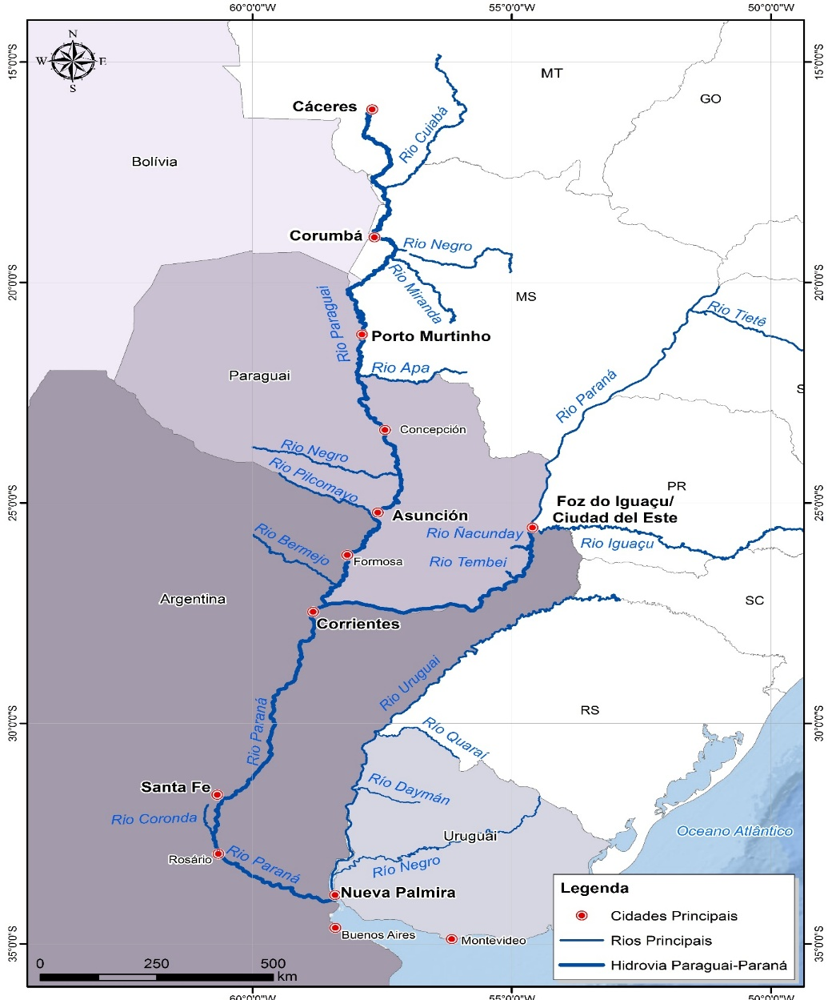 60°0'0"W
55°0'0"W
50°0'0"W
N
W
E
S
15°0'0"S
15°0'0"S
MT
GO
Cáceres
Rio Cuiabá
Bolívia
Corumbá
Rio Negro
Rio Miranda
20°0'0"S
20°0'0"S
MS
Rio Paraguai
Rio Tietê
Porto Murtinho
Rio Apa
Paraguai
Rio Paraná
S
Concepción
Rio Negro
Rio Pilcomayo
PR
25°0'0"S
25°0'0"S
Foz do Iguaçu/
Ciudad del Este
Asunción
Rio Ñacunday
Rio Iguaçu
Rio Bermejo
Formosa
Rio Tembei
Argentina
SC
Corrientes
Rio Uruguai
RS
30°0'0"S
30°0'0"S
Rio Paraná
Río Quaraí
Santa Fe
Río Daymán
Rio Coronda
Oceano Atlântico
Uruguai
Rosário
Rio Paraná
Río Negro
Nueva Palmira
Buenos Aires
Montevideo
Legenda
Cidades Principais
Rios Principais
Hidrovia Paraguai-Paraná
35°0'0"S
35°0'0"S
0 250 500
km
60°0'0"W
55°0'0"W
50°0'0"W